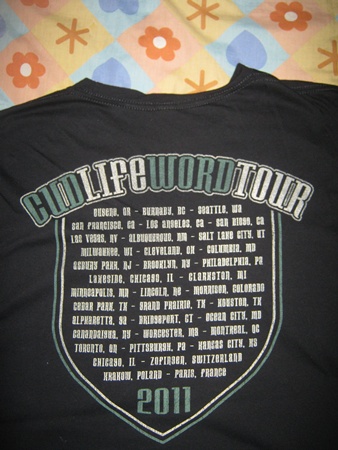 GUDLIFEWORDTOUR
EUGENE, OR - BURNABY, BC - SEATTLE, WA
SAN FRANCISCO, CA - LOS ANGELES, CA - SAN DIEGO, CA
LAS VEGAS, NV - ALBUQUERQUE, NM - SALT LAKE CITY, UT
MILWAUKEE, WI - CLEVELAND, OH - COLUMBIA, MD
ASBURY PARK, NJ - BROOKLYN, NY - PHILADELPHIA, PA
LAKESIDE, CHICAGO, IL - CLARKSTON, MI
MINNEAPOLIS, MN - LINCOLN, NE - MORRISON, COLORADO
CEDAR PARK, TX - GRAND PRAIRIE, TX - HOUSTON, TX
ALPHARETTA, GA - BRIDGEPORT, CT - OCEAN CITY, MD
CANANDAIGUA, NY - WORCESTER, MA - MONTREAL, QC
TORONTO, ON - PITTSBURGH, PA - KANSAS CITY, KS
CHICAGO, IL - ZOFINGEN, SWITZERLAND
KRAKOW, POLAND - PARIS, FRANCE
2011